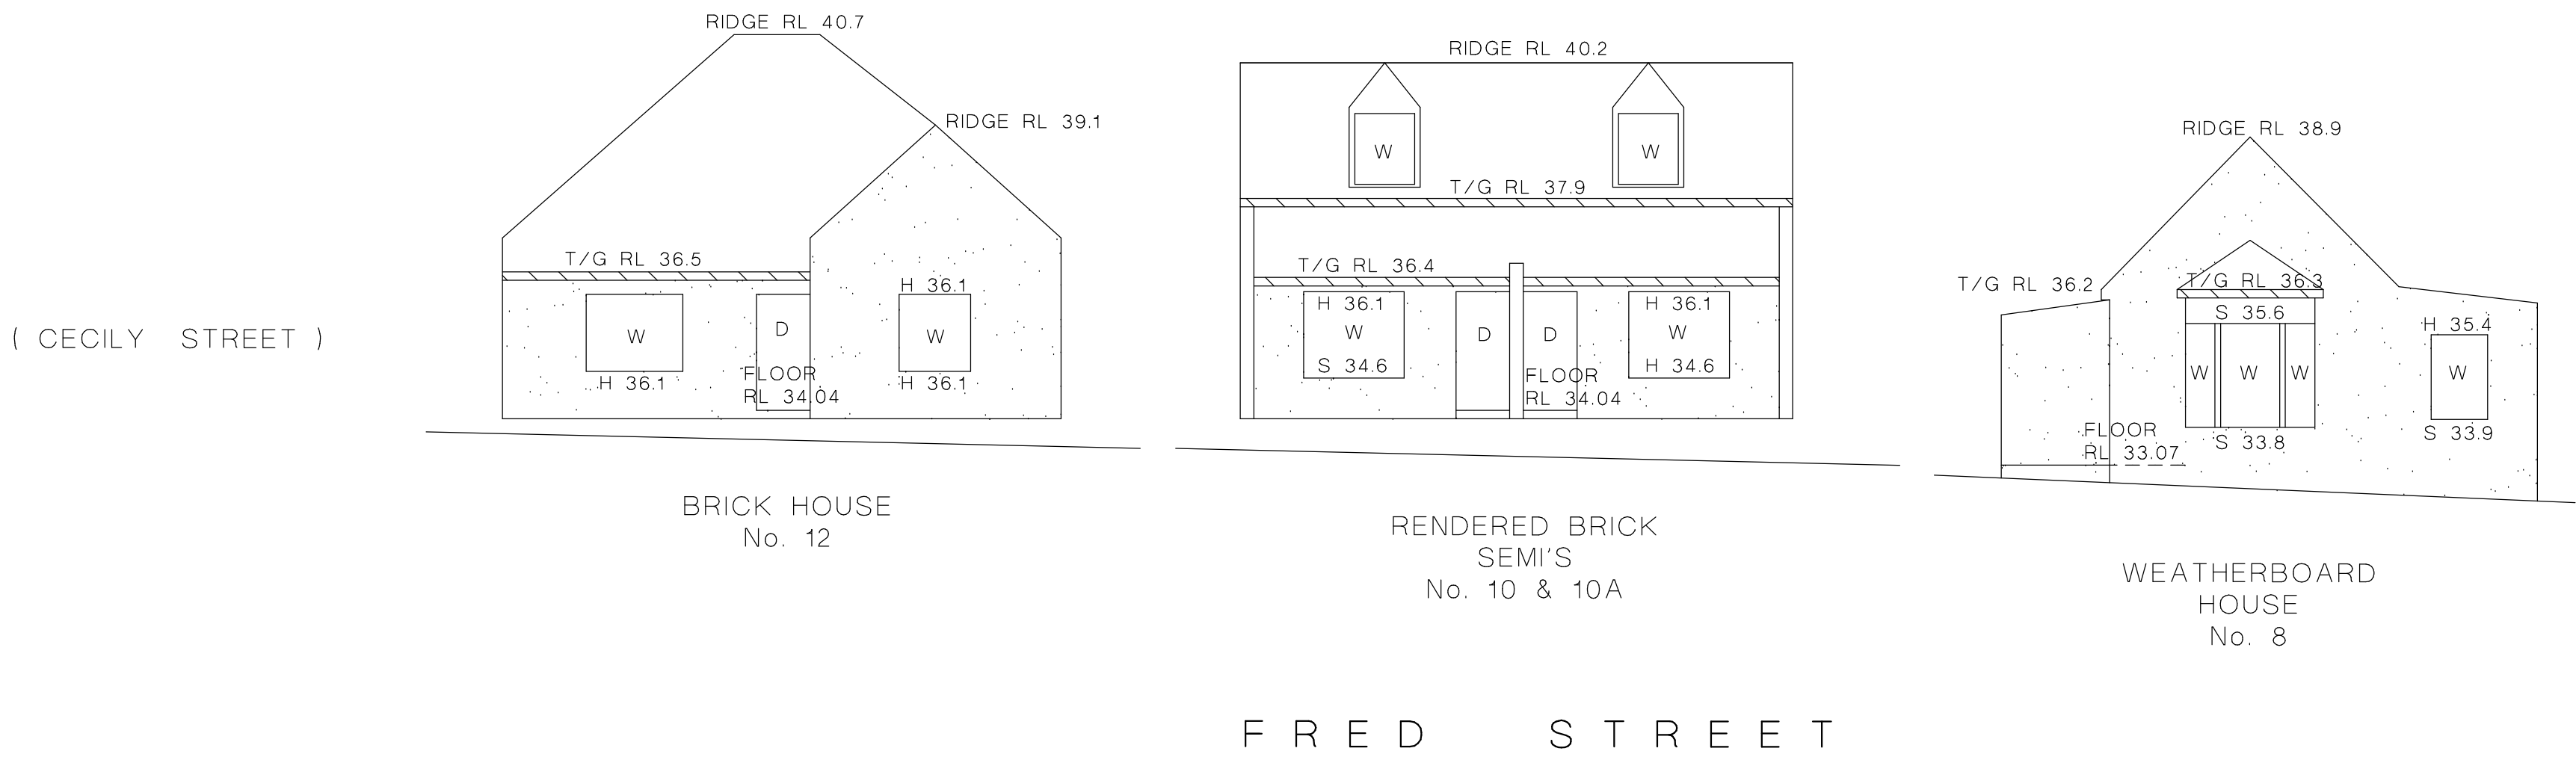 ( CECILY STREET )
RIDGE RL 40.7
RIDGE RL 39.1
T/G RL 36.5
H 36.1
W
D
W
H 36.1
FLOOR
RL 34.04
H 36.1
BRICK HOUSE
No. 12
RIDGE RL 40.2
W
W
T/G RL 37.9
T/G RL 36.4
H 36.1
H 36.1
W
D
D
W
S 34.6
H 34.6
FLOOR
RL 34.04
RENDERED BRICK
SEMI'S
No. 10 & 10A
RIDGE RL 38.9
T/G RL 36.2
T/G RL 36.3
S 35.6
H 35.4
W
W
W
W
FLOOR
RL 33.07
S 33.8
S 33.9
WEATHERBOARD
HOUSE
No. 8
FRED STREET